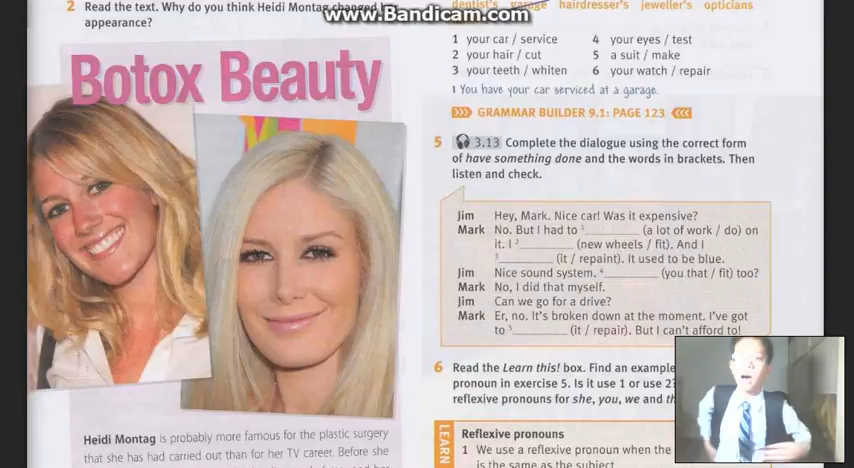 www.Bandicam.com
2 Read the text. Why do you think Heidi Montag changed
appearance?
Botox Beauty
Heidi Montag is probably more famous for the plastic surgery
that she has had carried out than for her TV career. Before she
dentist's garage hairdresser's jeweller's opticians
1 your car / service
2 your hair / cut
3 your teeth / whiten
4 your eyes / test
5 a suit / make
6 your watch / repair
1 You have your car serviced at a garage.
GRAMMAR BUILDER 9.1: PAGE 123
5 3.13 Complete the dialogue using the correct form
of have something done and the words in brackets. Then
listen and check.
Jim Hey, Mark. Nice car! Was it expensive?
Mark No. But I had to 1________ (a lot of work / do) on
it. I 2________ (new wheels / fit). And I
3________ (it / repaint). It used to be blue.
Jim Nice sound system. 4________ (you that / fit) too?
Mark No, I did that myself.
Jim Can we go for a drive?
Mark Er, no. It's broken down at the moment. I've got
to 5________ (it / repair). But I can't afford to!
6 Read the Learn this! box. Find an example
pronoun in exercise 5. Is it use 1 or use 2?
reflexive pronouns for she, you, we and
LEARN
Reflexive pronouns
1 We use a reflexive pronoun when the
is the same as the subject